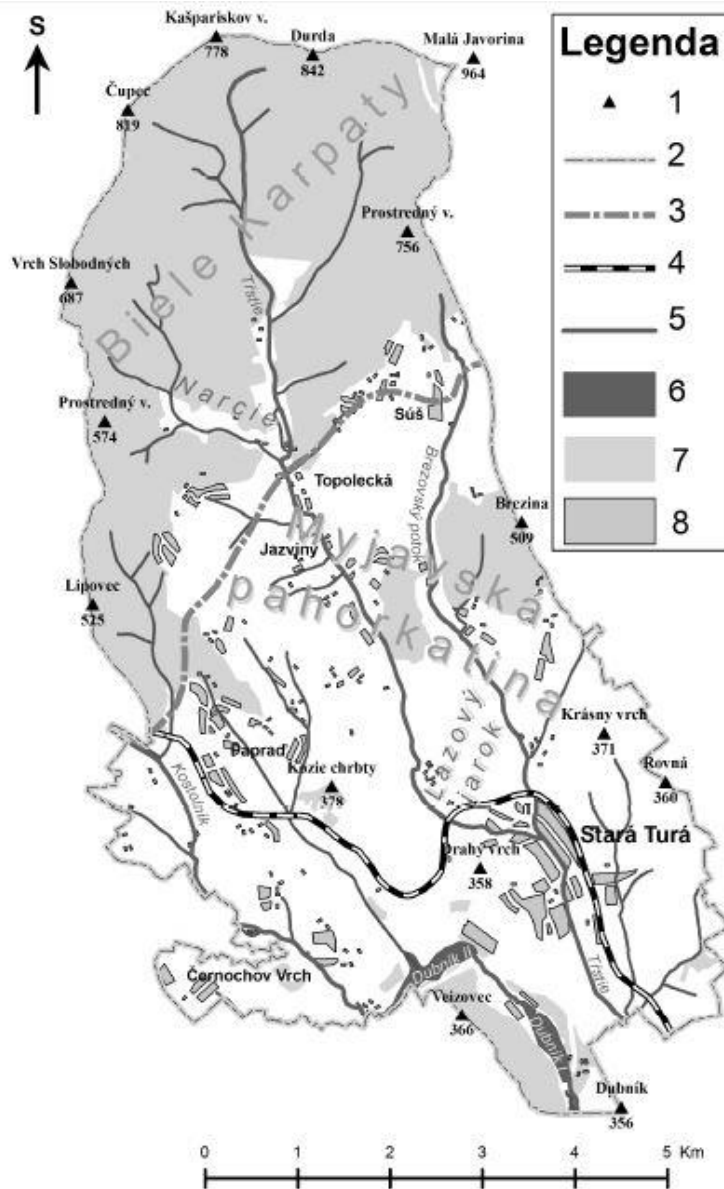 S
Kašpariskov v.
778
Durda
842
Malá Javorina
964
Čupec
819
Biele Karpaty
Prostredný v.
756
Vrch Slobodných
687
Trstie
Narcie
Prostredný v.
574
Súš
Topolecká
Brezovský potok
Brezina
509
Myjavská
pahorkatina
Jazviny
Lipovec
525
Lazový
jarok
Krásny vrch
371
Rovná
360
Papraď
Kozie chrbty
378
Kostolník
Stará Turá
Drahý vrch
358
Trstie
Černochov Vrch
Dubník II
Veizovec
366
Dubník I
Dubník
356
Legenda
1
2
3
4
5
6
7
8
0 1 2 3 4 5 Km